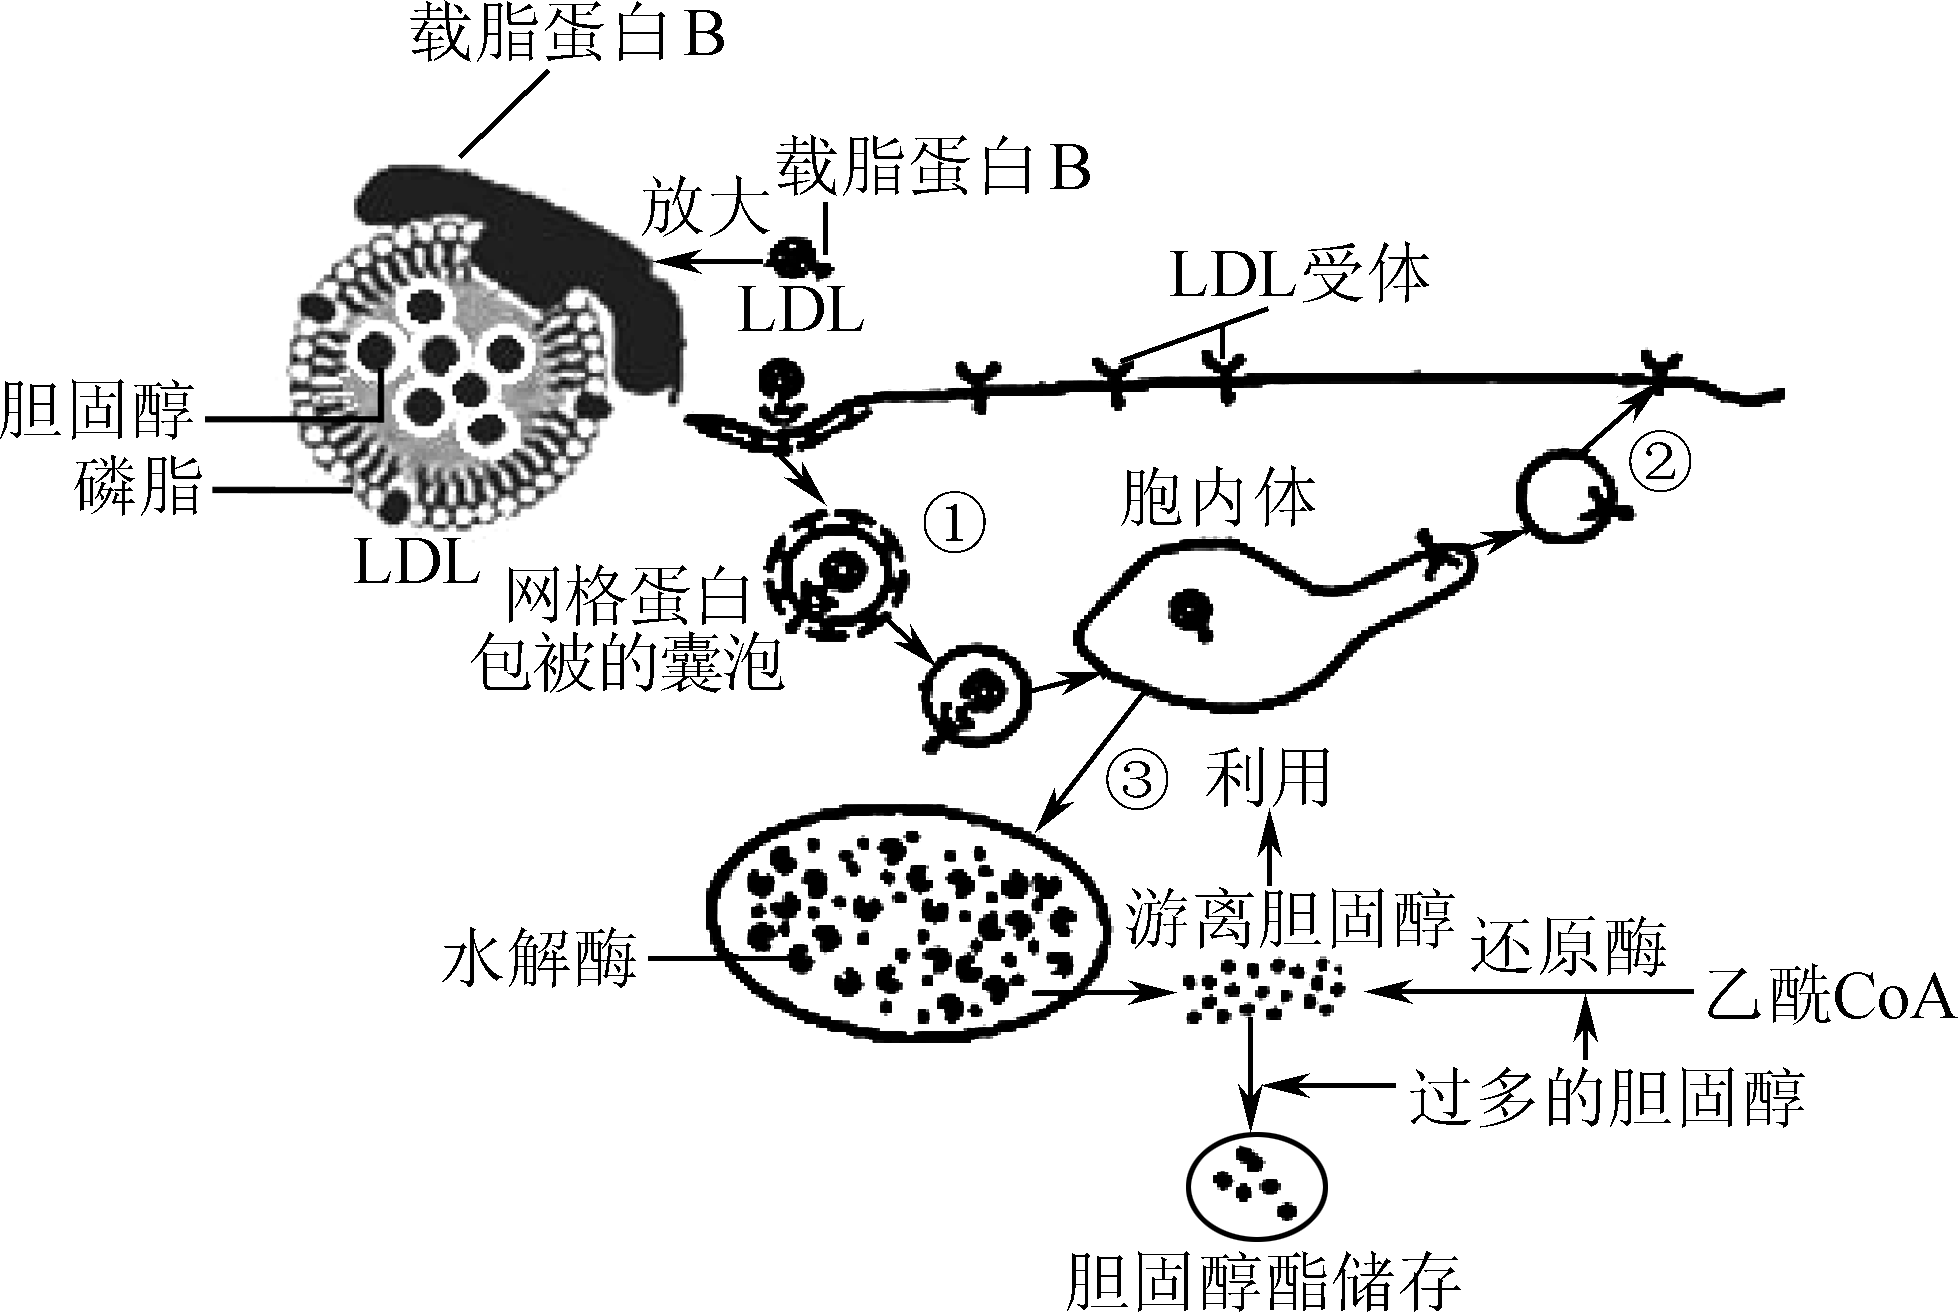 载脂蛋白B
载脂蛋白B
放大
LDL
LDL受体
胆固醇
磷脂
LDL
①
②
胞内体
网格蛋白
包被的囊泡
③
利用
水解酶
游离胆固醇
还原酶
乙酰CoA
过多的胆固醇
胆固醇酯储存